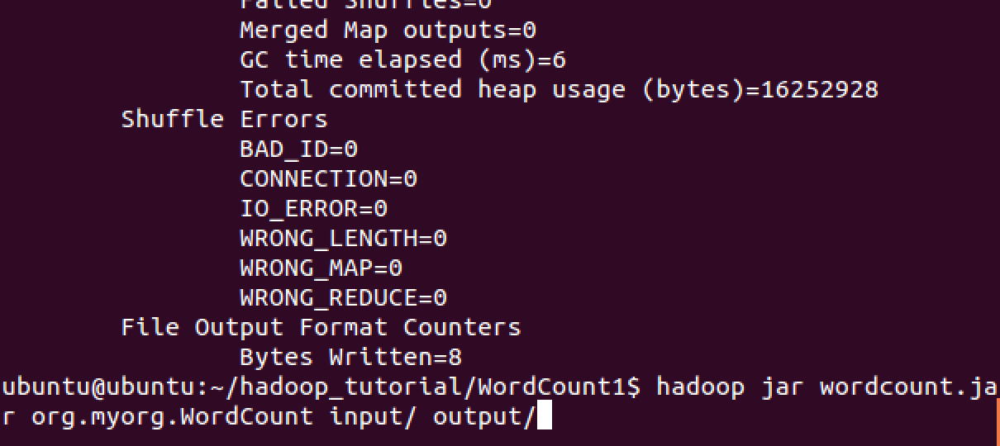 Failed Shuffles=0
Merged Map outputs=0
GC time elapsed (ms)=6
Total committed heap usage (bytes)=16252928
Shuffle Errors
BAD_ID=0
CONNECTION=0
IO_ERROR=0
WRONG_LENGTH=0
WRONG_MAP=0
WRONG_REDUCE=0
File Output Format Counters
Bytes Written=8
ubuntu@ubuntu:~/hadoop_tutorial/WordCount1$ hadoop jar wordcount.ja
r org.myorg.WordCount input/ output/